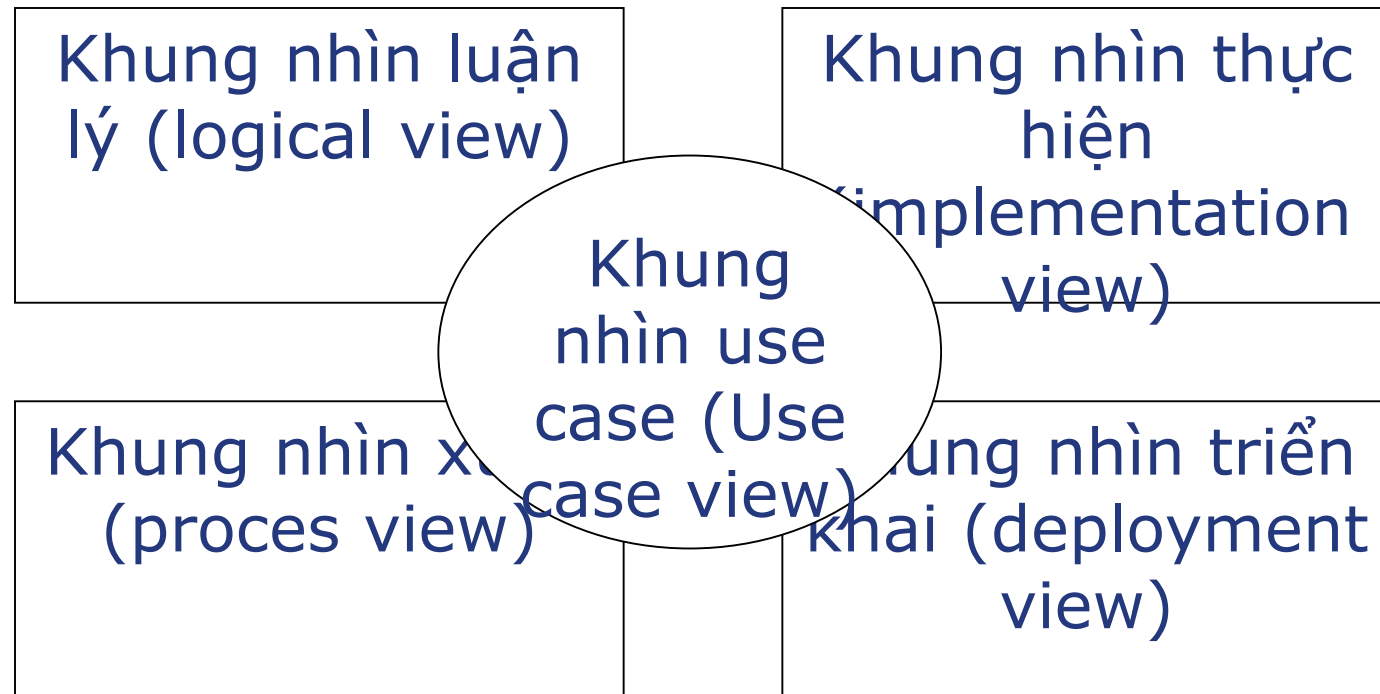 Khung nhìn luận
lý (logical view)
Khung nhìn thực
hiện
(implementation
view)
Khung
nhìn use
case (Use
case view)
Khung nhìn
(proces view)
nhìn triển
khai (deployment
view)